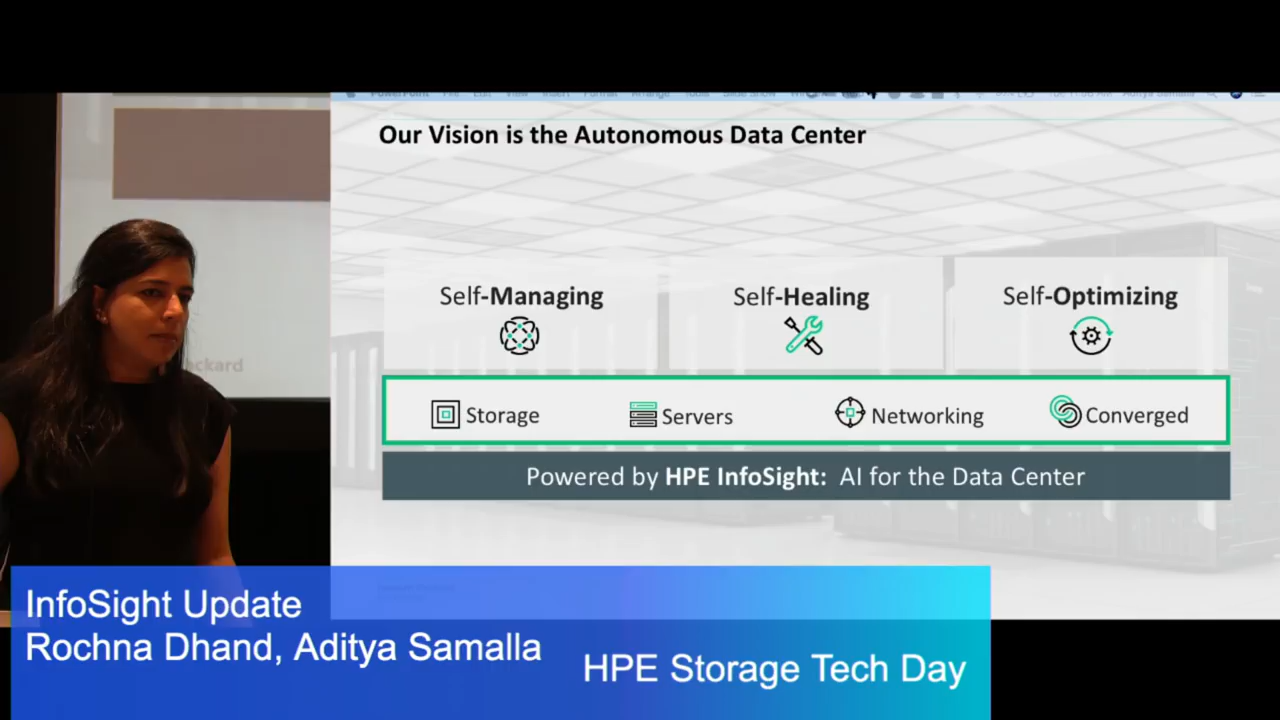 Our Vision is the Autonomous Data Center
Self-Managing
Self-Healing
Self-Optimizing
Storage
Servers
Networking
Converged
Powered by HPE InfoSight: AI for the Data Center
ckard
InfoSight Update
Rochna Dhand, Aditya Samalla
HPE Storage Tech Day